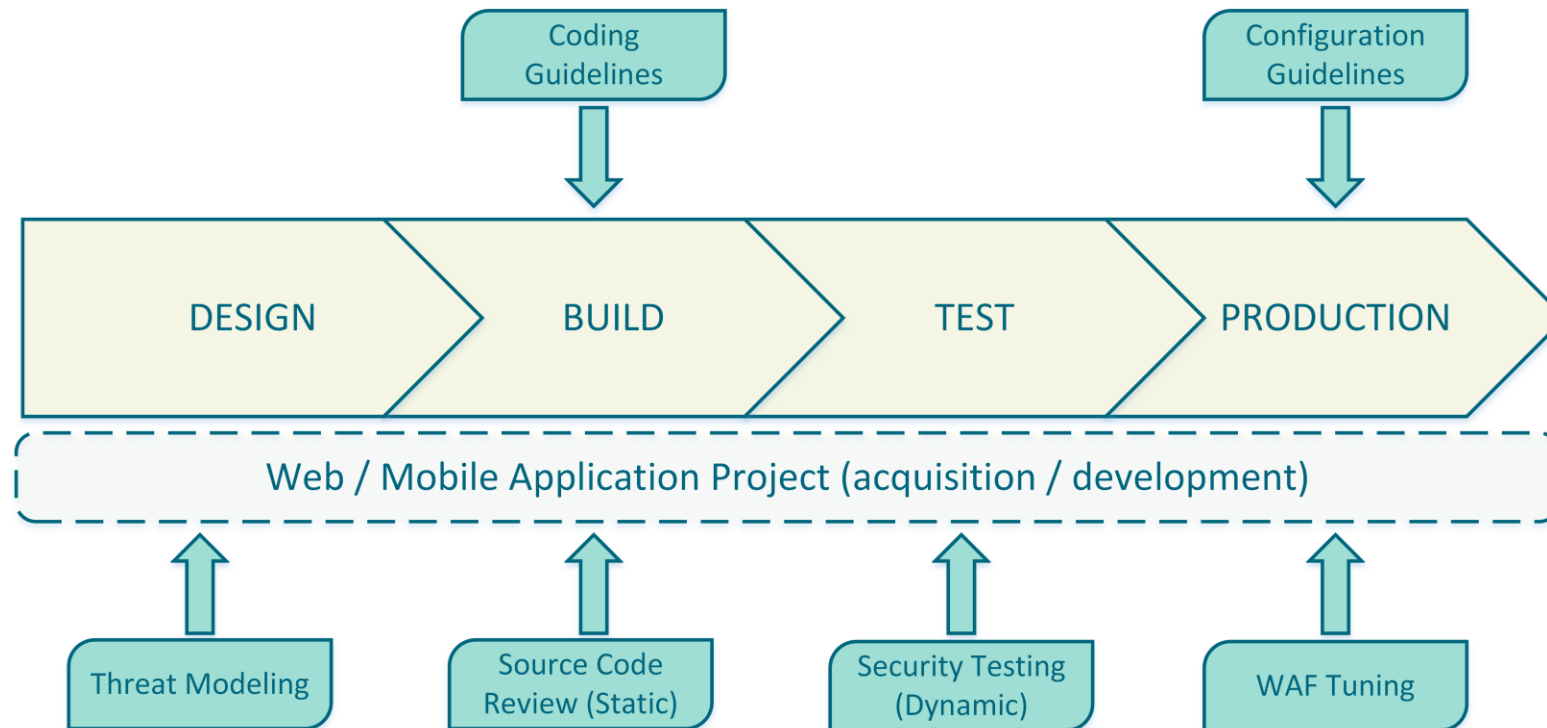 Coding
Guidelines
Configuration
Guidelines
DESIGN
BUILD
TEST
PRODUCTION
Web / Mobile Application Project (acquisition / development)
Threat Modeling
Source Code
Review (Static)
Security Testing
(Dynamic)
WAF Tuning